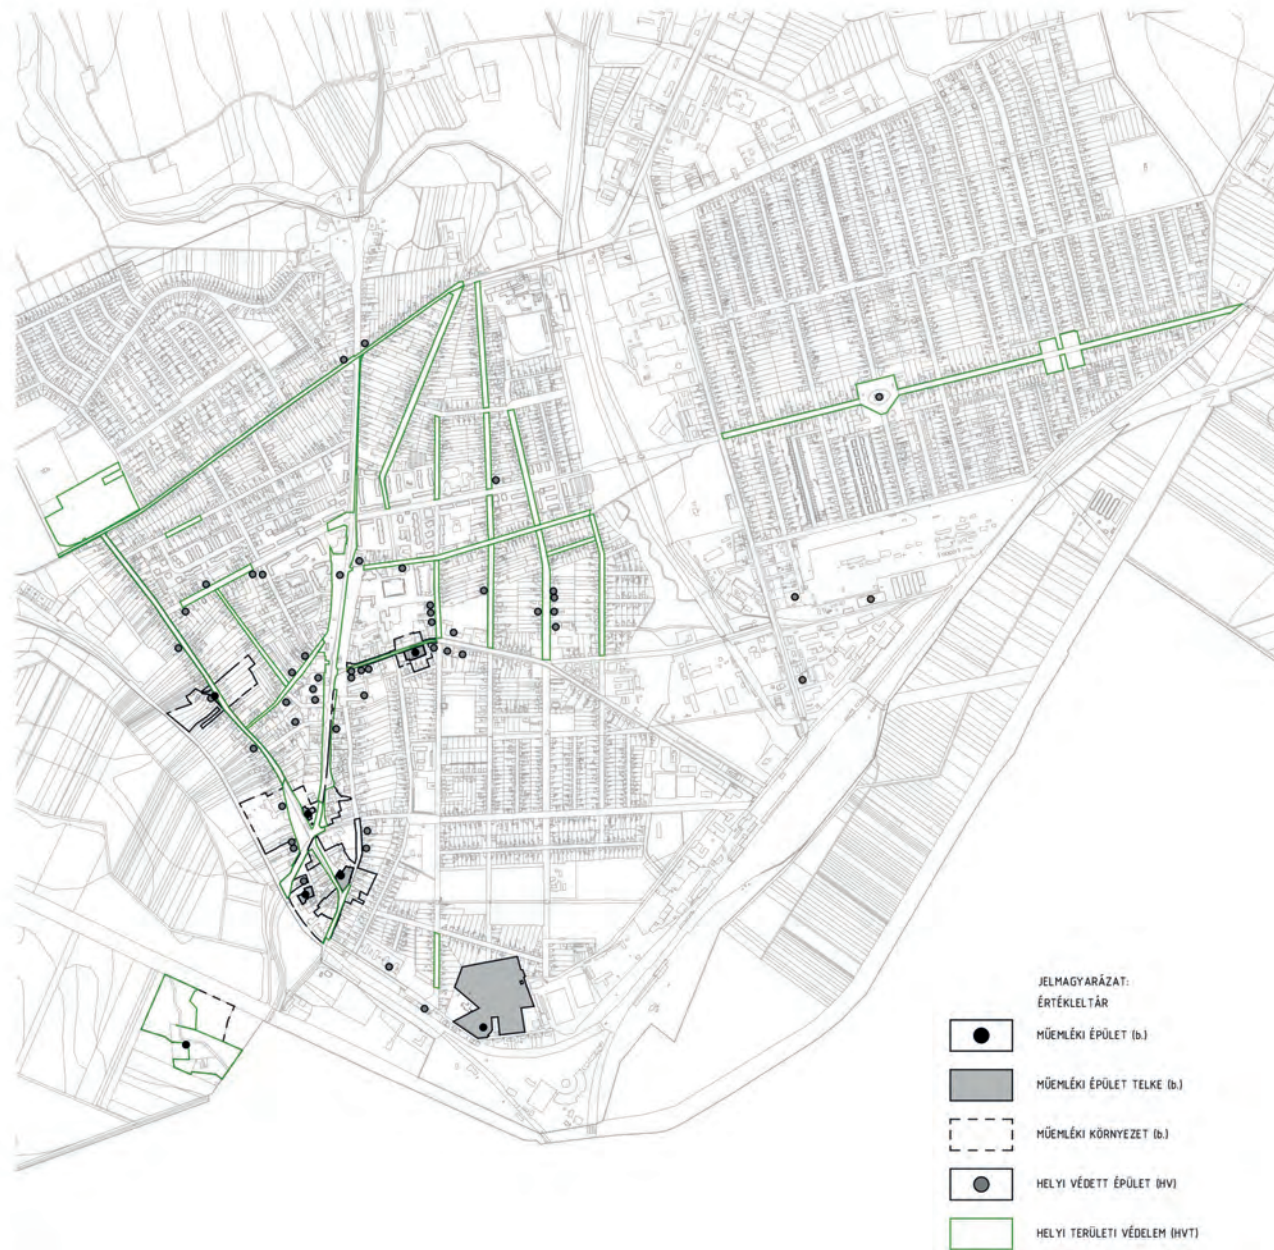 JELMAGYARÁZAT:
ÉRTÉKLELTÁR
MŰEMLÉKI ÉPÜLET (b.)
MŰEMLÉKI ÉPÜLET TELKE (b.)
MŰEMLÉKI KÖRNYEZET (b.)
HELYI VÉDETT ÉPÜLET (HV)
HELYI TERÜLETI VÉDELEM (HVT)